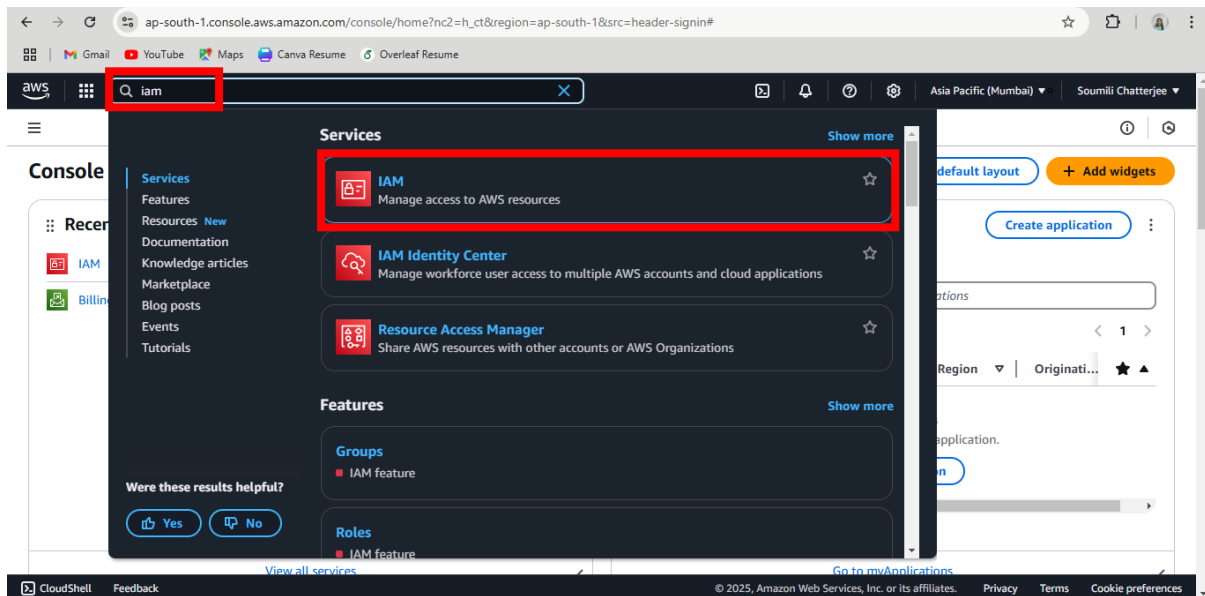 ap-south-1.console.aws.amazon.com/console/home?nc2=h_ct&region=ap-south-1&src=header-signin#
Gmail YouTube Maps Canva Resume Overleaf Resume
aws iam Asia Pacific (Mumbai) Soumili Chatterjee
Console default layout + Add widgets
Services Show more
Services
Features
Resources New
Documentation
Knowledge articles
Marketplace
Blog posts
Events
Tutorials
IAM
Manage access to AWS resources
IAM Identity Center
Manage workforce user access to multiple AWS accounts and cloud applications
Resource Access Manager
Share AWS resources with other accounts or AWS Organizations
Features Show more
Groups
IAM feature
Roles
IAM feature
Were these results helpful?
Yes No
Recen
IAM
Billin
Create application
1
Region Originati...
application.
View all services Go to myApplications
CloudShell Feedback © 2025, Amazon Web Services, Inc. or its affiliates. Privacy Terms Cookie preferences